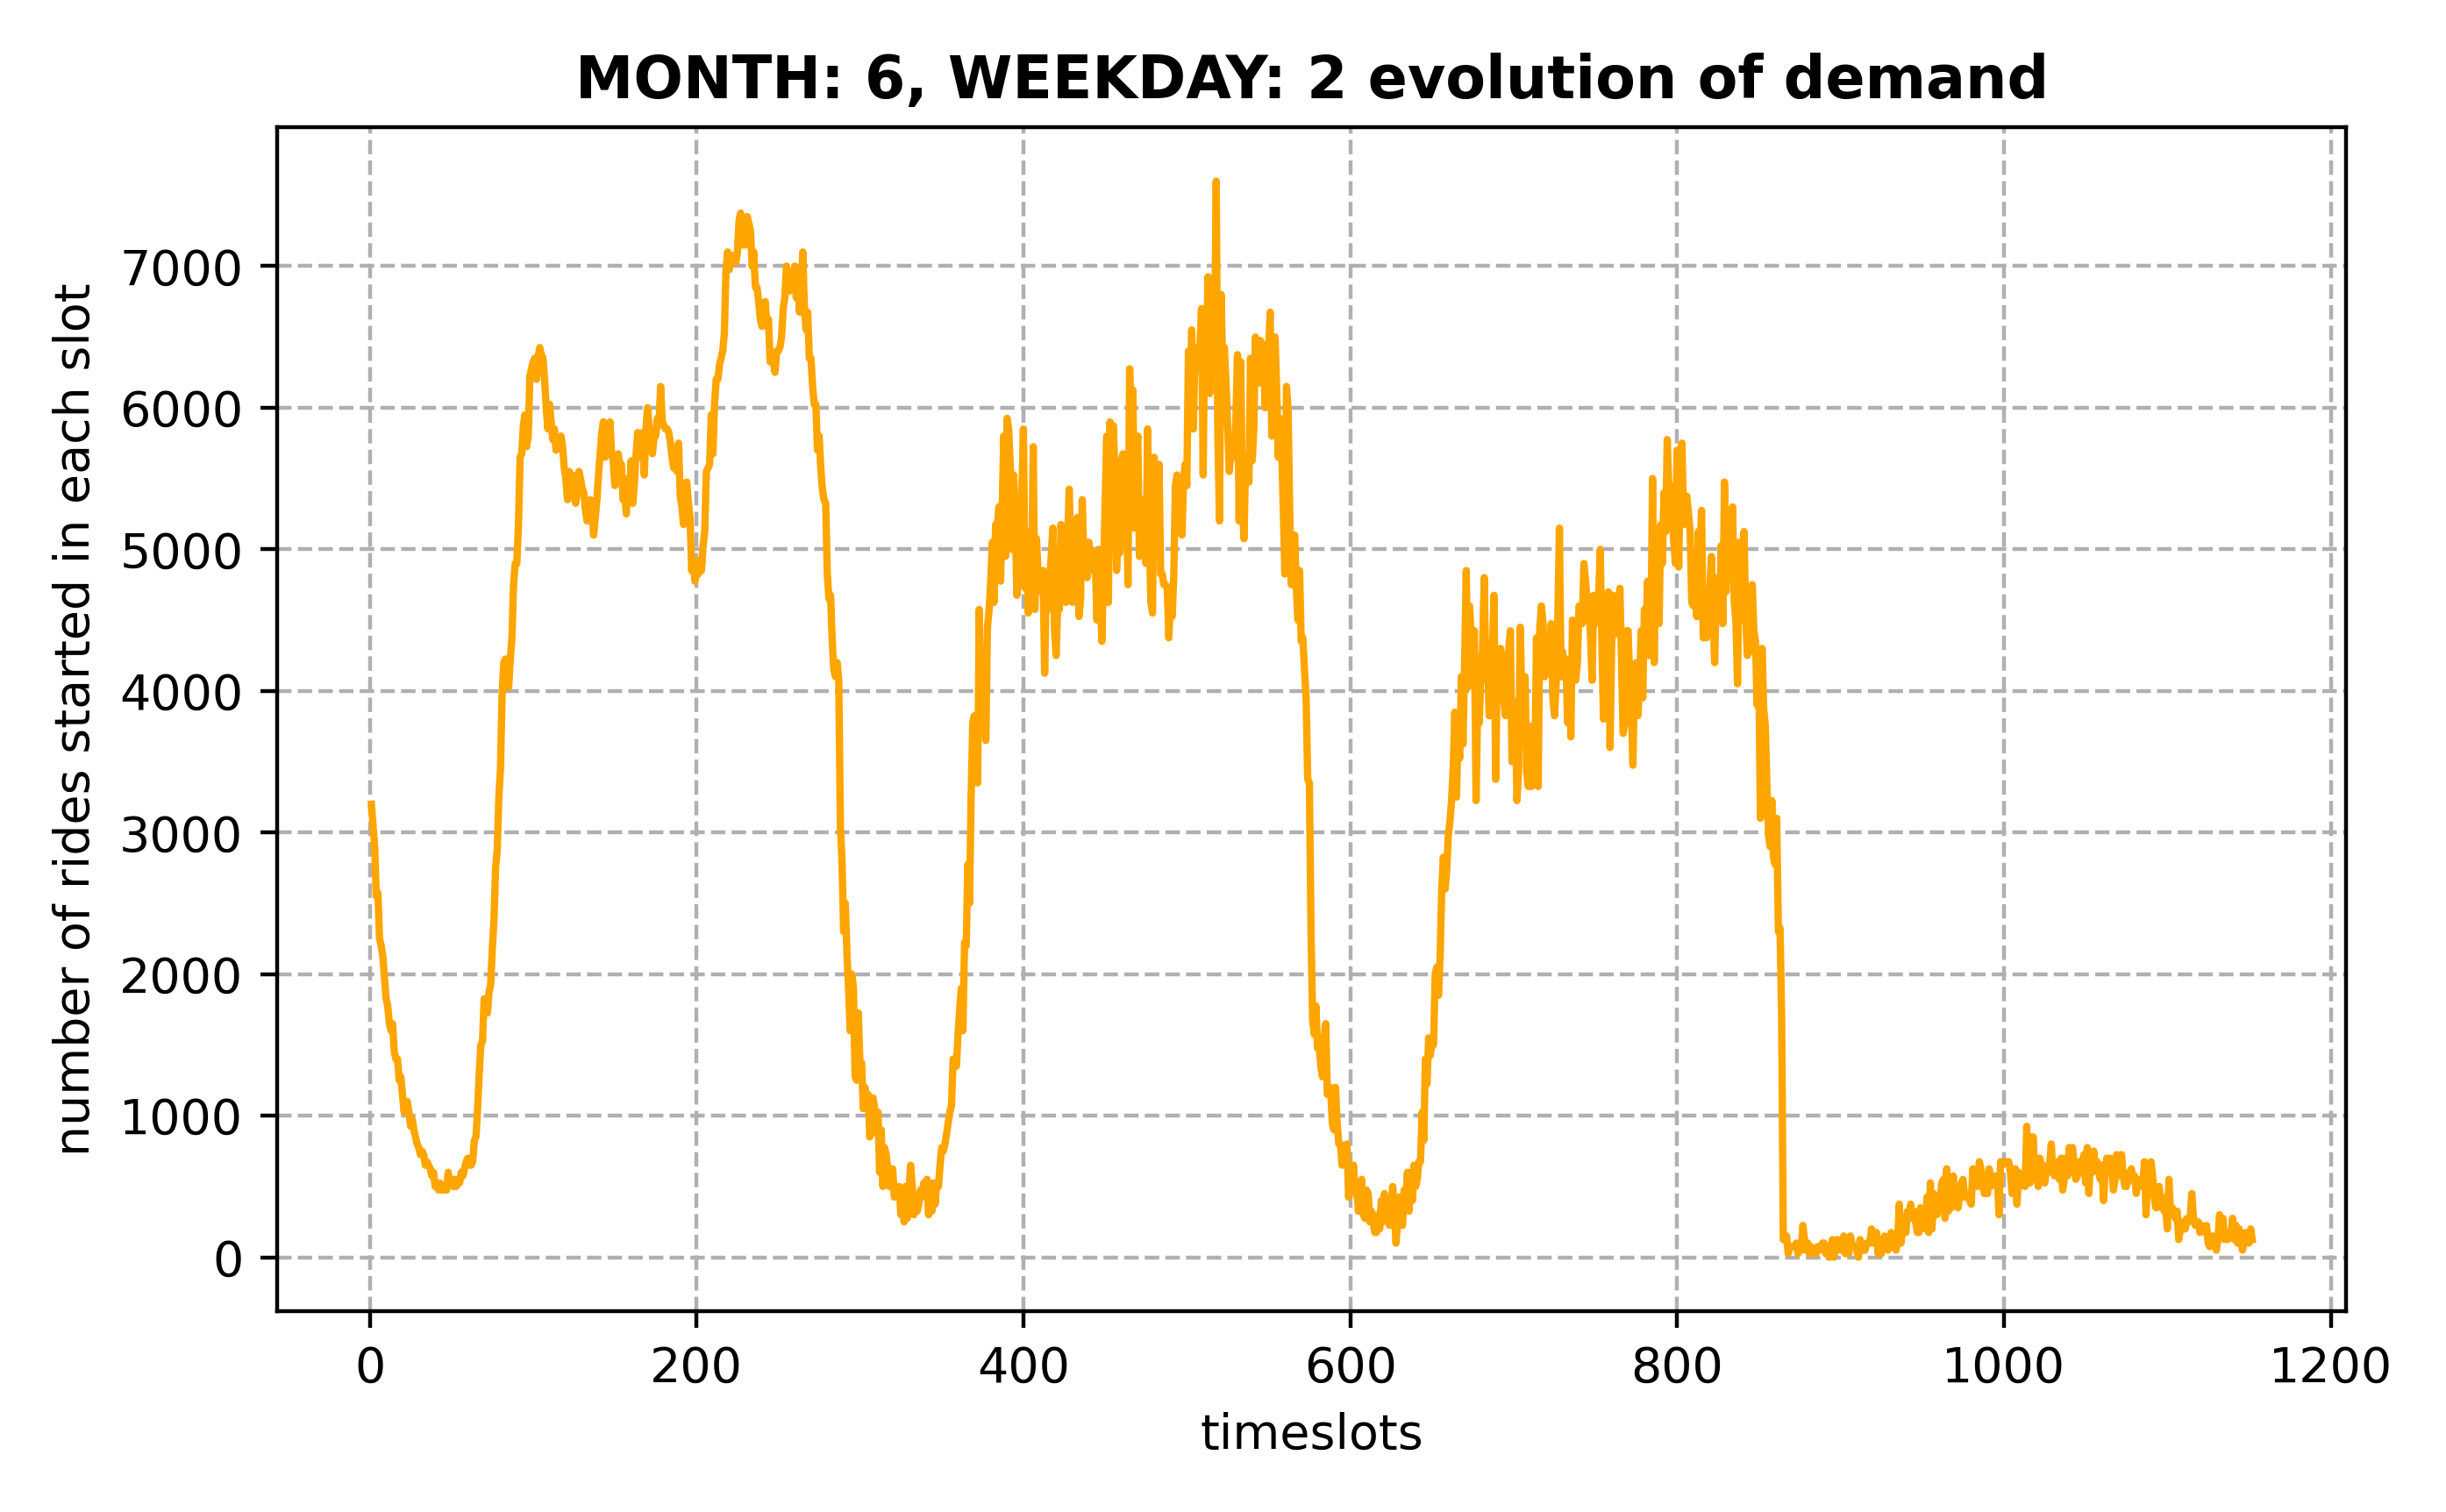 MONTH: 6, WEEKDAY: 2 evolution of demand
number of rides started in each slot
7000
6000
5000
4000
3000
2000
1000
0
0 200 400 600 800 1000 1200
timeslots